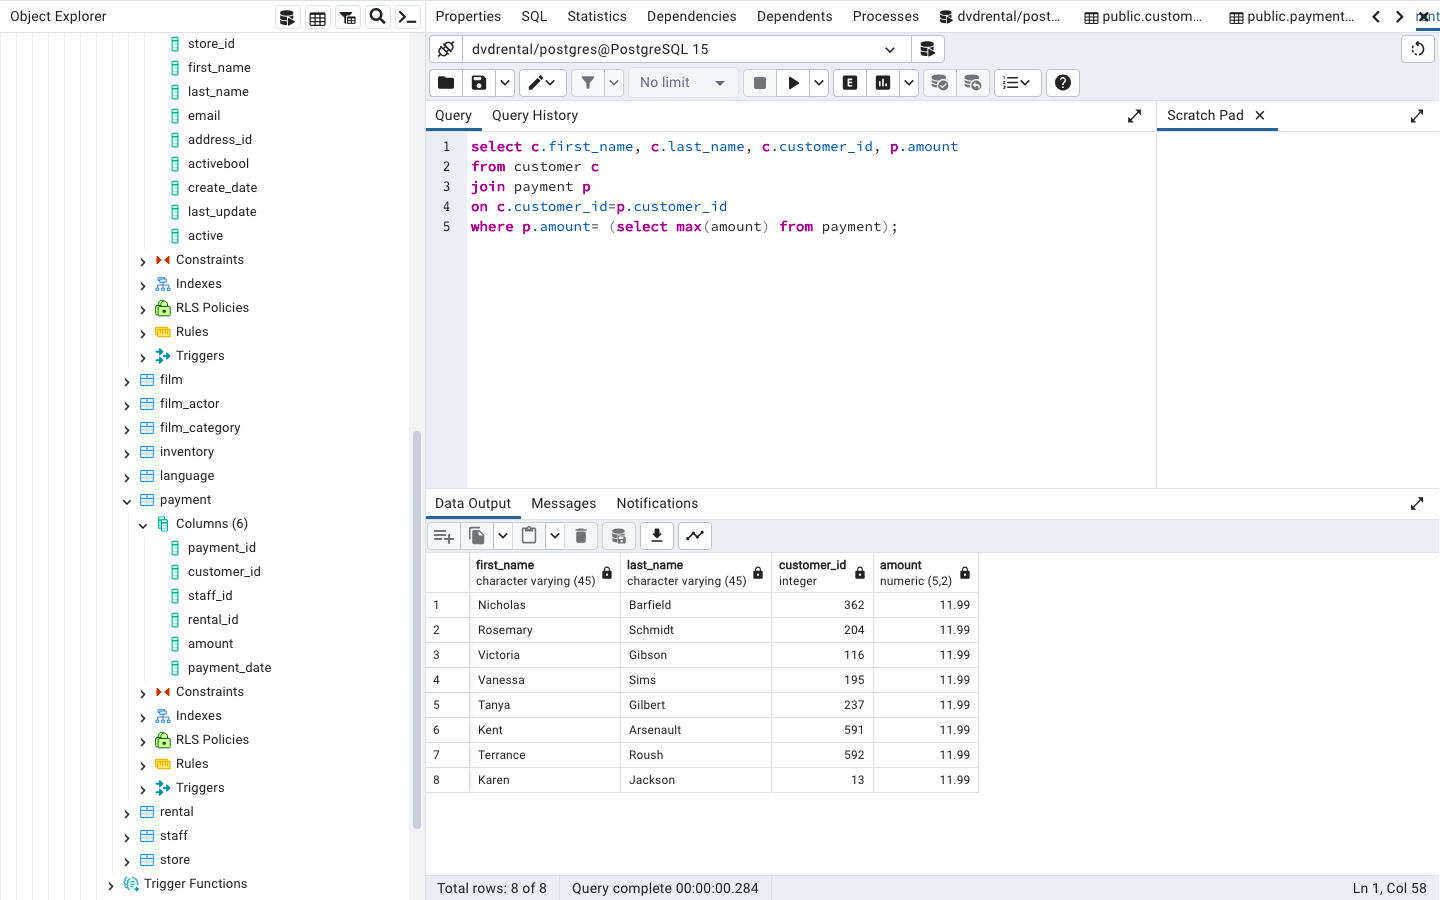 Object Explorer
Properties SQL Statistics Dependencies Dependents Processes dvdrental/post... public.custom... public.payment...
dvdrental/postgres@PostgreSQL 15
No limit
E
Query Query History
Scratch Pad
1 select c.first_name, c.last_name, c.customer_id, p.amount
2 from customer c
3 join payment p
4 on c.customer_id=p.customer_id
5 where p.amount= (select max(amount) from payment);
store_id
first_name
last_name
email
address_id
activebool
create_date
last_update
active
Constraints
Indexes
RLS Policies
Rules
Triggers
film
film_actor
film_category
inventory
language
payment
Columns (6)
payment_id
customer_id
staff_id
rental_id
amount
payment_date
Constraints
Indexes
RLS Policies
Rules
Triggers
rental
staff
store
Trigger Functions
Data Output Messages Notifications
first_name last_name customer_id amount
character varying (45) character varying (45) integer numeric (5,2)
1 Nicholas Barfield 362 11.99
2 Rosemary Schmidt 204 11.99
3 Victoria Gibson 116 11.99
4 Vanessa Sims 195 11.99
5 Tanya Gilbert 237 11.99
6 Kent Arsenault 591 11.99
7 Terrance Roush 592 11.99
8 Karen Jackson 13 11.99
Total rows: 8 of 8 Query complete 00:00:00.284 Ln 1, Col 58